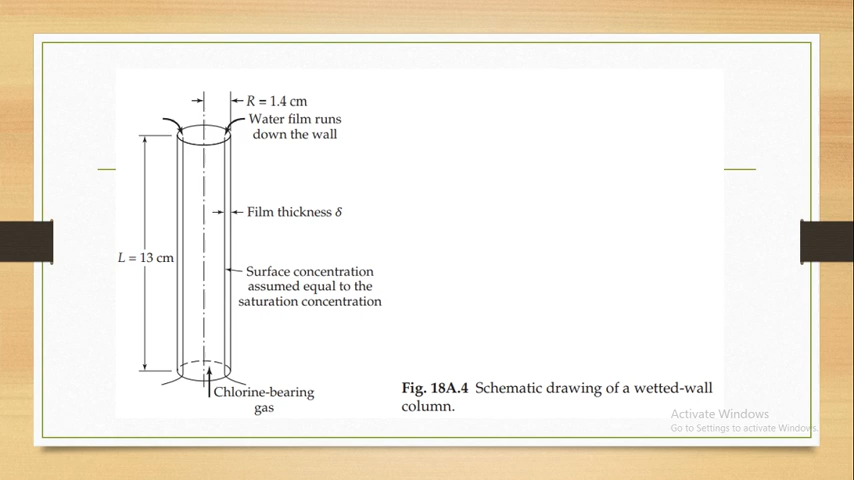 R = 1.4 cm
Water film runs
down the wall
Film thickness δ
L = 13 cm
Surface concentration
assumed equal to the
saturation concentration
Chlorine-bearing
gas
Fig. 18A.4 Schematic drawing of a wetted-wall
column.
Activate Windows
Go to Settings to activate Windows.